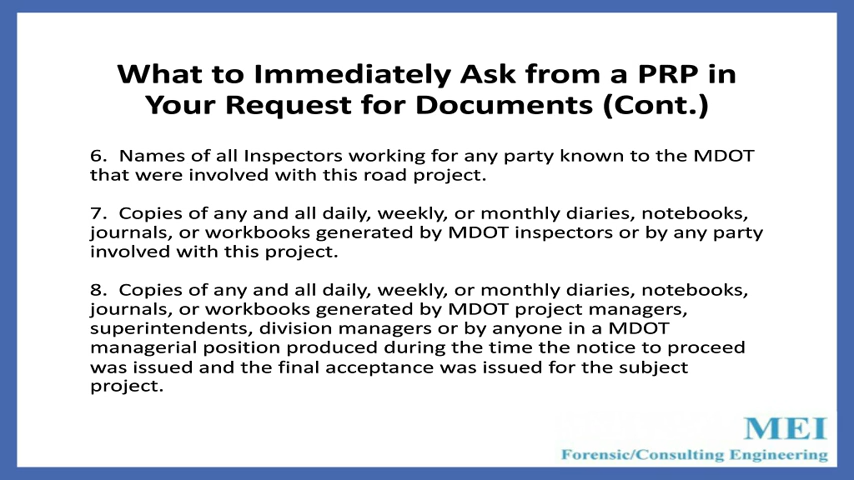 What to Immediately Ask from a PRP in
Your Request for Documents (Cont.)
6. Names of all Inspectors working for any party known to the MDOT
that were involved with this road project.
7. Copies of any and all daily, weekly, or monthly diaries, notebooks,
journals, or workbooks generated by MDOT inspectors or by any party
involved with this project.
8. Copies of any and all daily, weekly, or monthly diaries, notebooks,
journals, or workbooks generated by MDOT project managers,
superintendents, division managers or by anyone in a MDOT
managerial position produced during the time the notice to proceed
was issued and the final acceptance was issued for the subject
project.
MEI
Forensic/Consulting Engineering